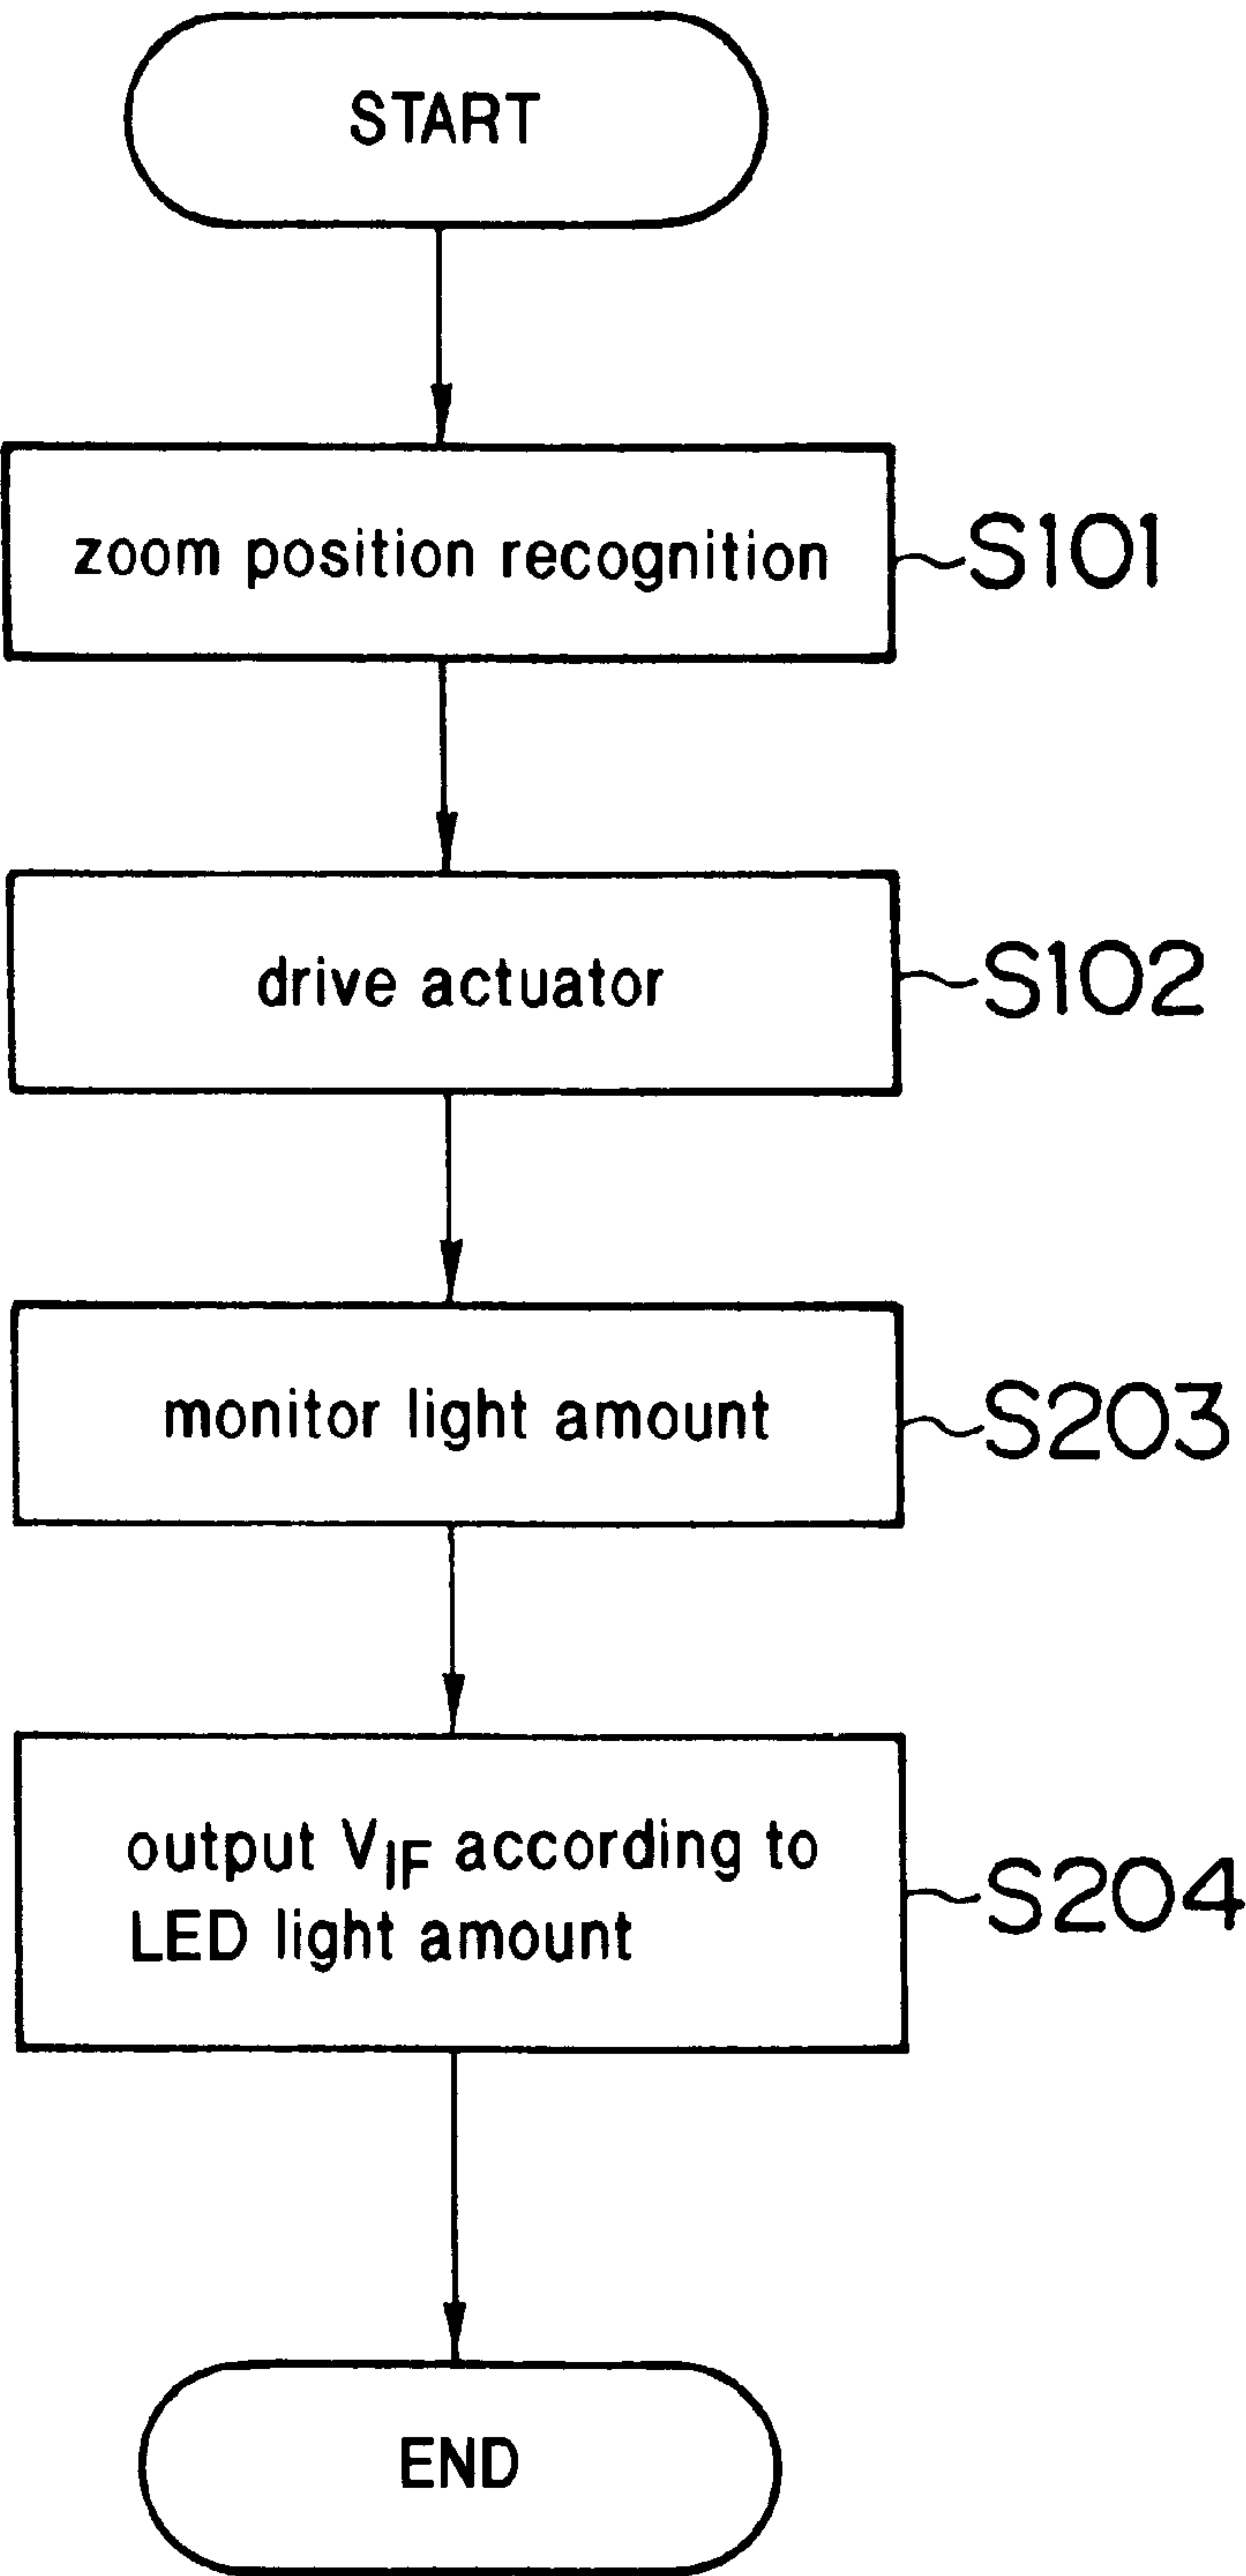 START
zoom position recognition
S101
drive actuator
S102
monitor light amount
S203
output VIF according to
LED light amount
S204
END